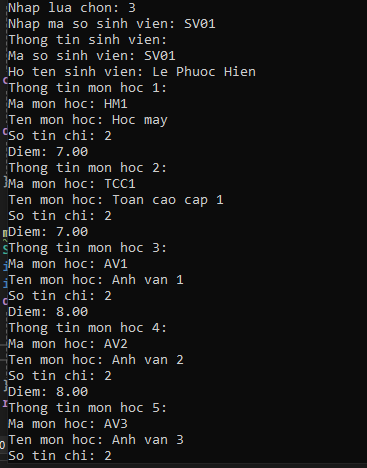 Nhap lua chon: 3
Nhap ma so sinh vien: SV01
Thong tin sinh vien:
Ma so sinh vien: SV01
Ho ten sinh vien: Le Phuoc Hien
Thong tin mon hoc 1:
Ma mon hoc: HM1
Ten mon hoc: Hoc may
So tin chi: 2
Diem: 7.00
Thong tin mon hoc 2:
Ma mon hoc: TCC1
Ten mon hoc: Toan cao cap 1
So tin chi: 2
Diem: 7.00
Thong tin mon hoc 3:
Ma mon hoc: AV1
Ten mon hoc: Anh van 1
So tin chi: 2
Diem: 8.00
Thong tin mon hoc 4:
Ma mon hoc: AV2
Ten mon hoc: Anh van 2
So tin chi: 2
Diem: 8.00
Thong tin mon hoc 5:
Ma mon hoc: AV3
Ten mon hoc: Anh van 3
So tin chi: 2